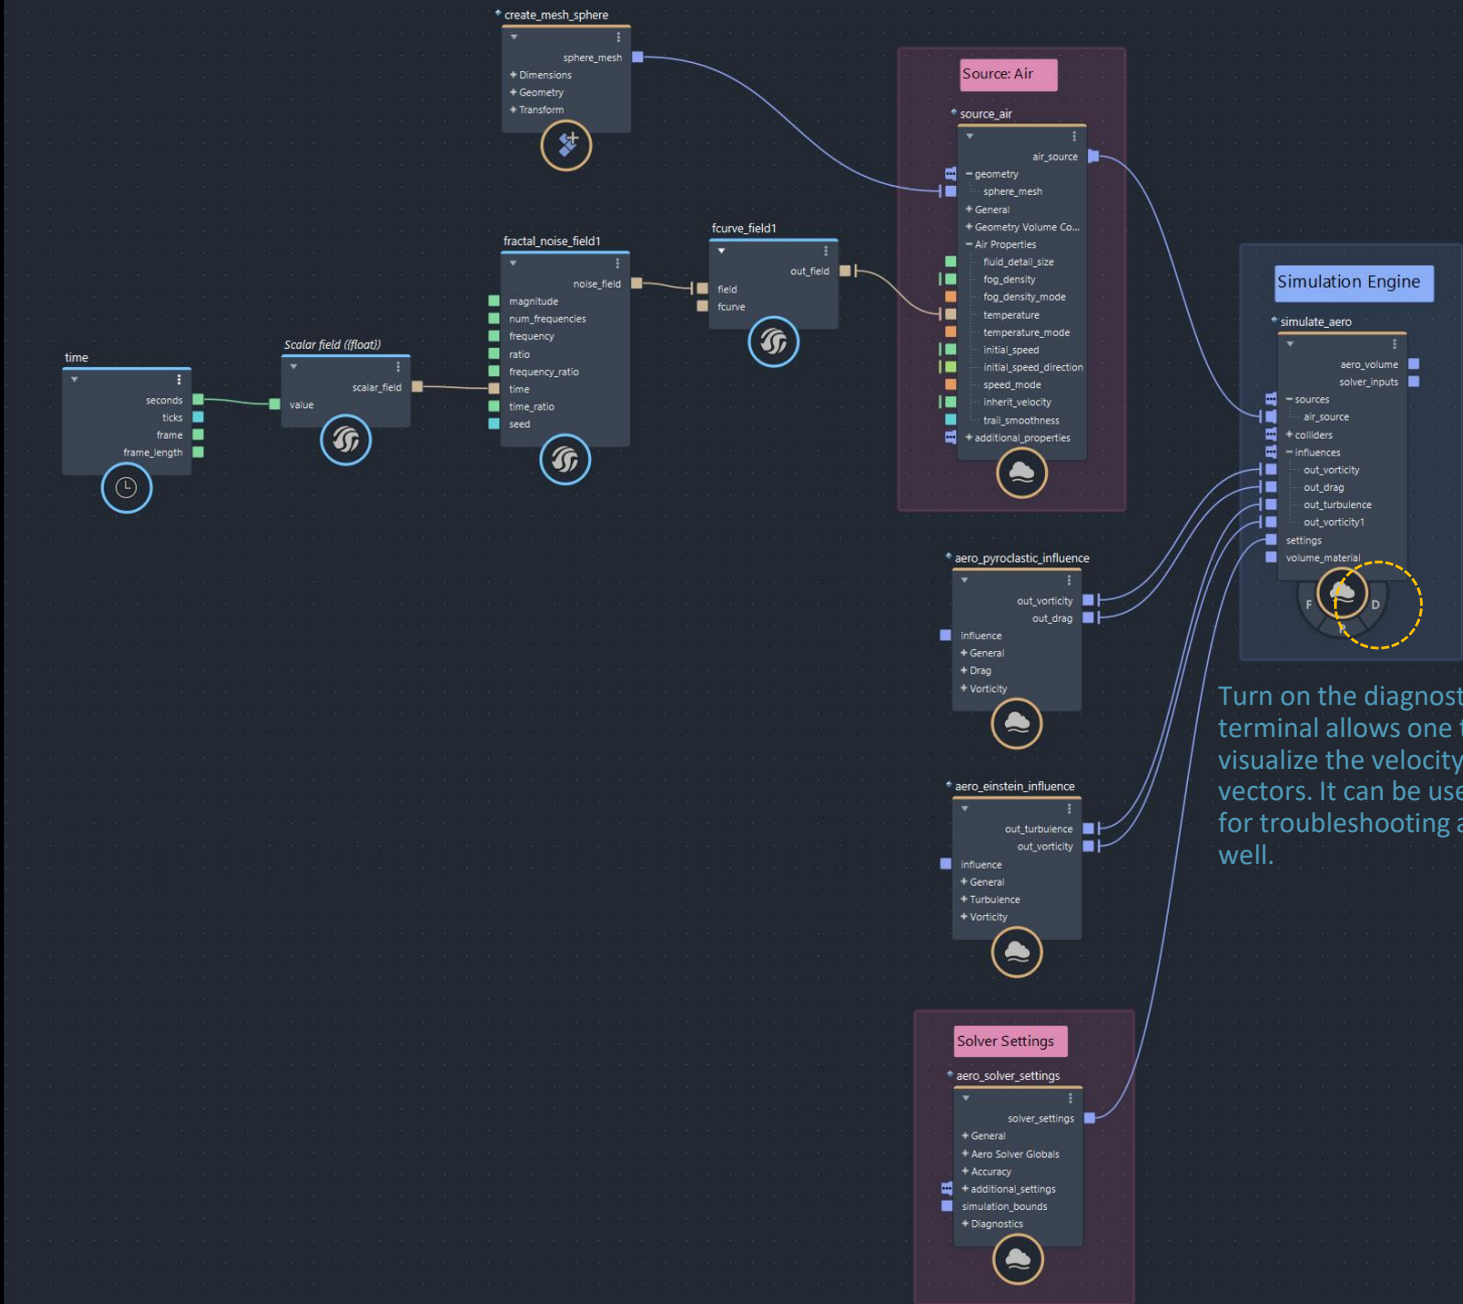 create_mesh_sphere
sphere_mesh
+ Dimensions
+ Geometry
+ Transform
Source: Air
source_air
air_source
− geometry
sphere_mesh
+ General
+ Geometry Volume Co...
− Air Properties
fluid_detail_size
fog_density
fog_density_mode
temperature
temperature_mode
initial_speed
initial_speed_direction
speed_mode
inherit_velocity
trail_smoothness
+ additional_properties
fractal_noise_field1
noise_field
magnitude
num_frequencies
frequency
ratio
frequency_ratio
time
time_ratio
seed
fcurve_field1
out_field
field
fcurve
time
seconds
ticks
frame
frame_length
Scalar field ((float))
scalar_field
value
Simulation Engine
simulate_aero
aero_volume
solver_inputs
− sources
air_source
+ colliders
− influences
out_vorticity
out_drag
out_turbulence
out_vorticity1
settings
volume_material
F
D
aero_pyroclastic_influence
out_vorticity
out_drag
influence
+ General
+ Drag
+ Vorticity
Turn on the diagnost
terminal allows one
visualize the velocity
vectors. It can be use
for troubleshooting a
well.
aero_einstein_influence
out_turbulence
out_vorticity
influence
+ General
+ Turbulence
+ Vorticity
Solver Settings
aero_solver_settings
solver_settings
+ General
+ Aero Solver Globals
+ Accuracy
+ additional_settings
simulation_bounds
+ Diagnostics